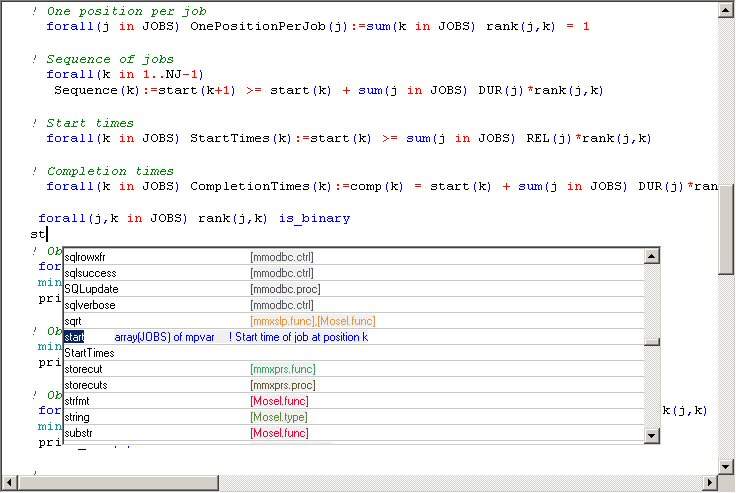 ! One position per job
forall(j in JOBS) OnePositionPerJob(j):=sum(k in JOBS) rank(j,k) = 1
! Sequence of jobs
forall(k in 1..NJ-1)
Sequence(k):=start(k+1) >= start(k) + sum(j in JOBS) DUR(j)*rank(j,k)
! Start times
forall(k in JOBS) StartTimes(k):=start(k) >= sum(j in JOBS) REL(j)*rank(j,k)
! Completion times
forall(k in JOBS) CompletionTimes(k):=comp(k) = start(k) + sum(j in JOBS) DUR(j)*ran
forall(j,k in JOBS) rank(j,k) is_binary
st
! Ob
sqlrowxfr [mmodbc.ctrl]
for
sqlsuccess [mmodbc.ctrl]
min
SQLupdate [mmodbc.proc]
pri
sqlverbose [mmodbc.ctrl]
sqrt [mmxslp.func],[Mosel.func]
! Ob
start array(JOBS) of mpvar ! Start time of job at position k
min
StartTimes
pri
storecut [mmxprs.func]
storecuts [mmxprs.proc]
! Ob
strfmt [Mosel.func]
for
string [Mosel.type]
k(j,k)
min
substr [Mosel.func]
pri